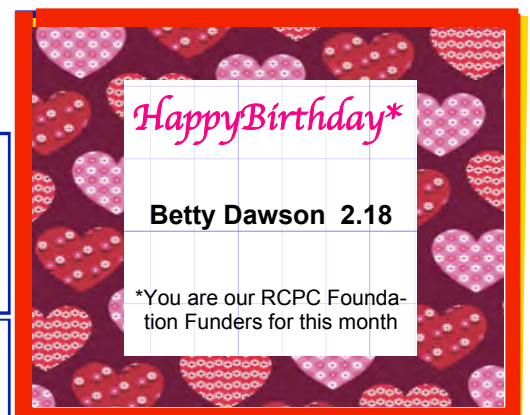 HappyBirthday*
Betty Dawson 2.18
*You are our RCPC Founda-
tion Funders for this month